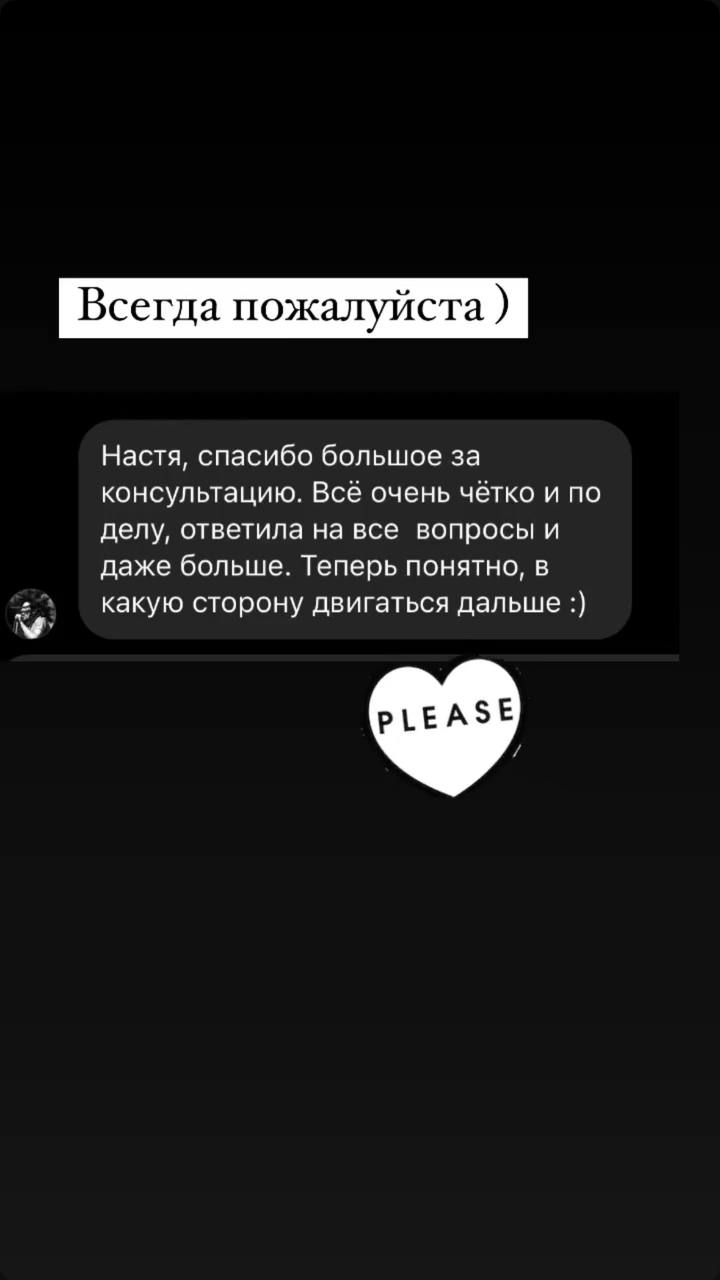 Всегда пожалуйста )
Настя, спасибо большое за
консультацию. Всё очень чётко и по
делу, ответила на все  вопросы и
даже больше. Теперь понятно, в
какую сторону двигаться дальше :)
PLEASE